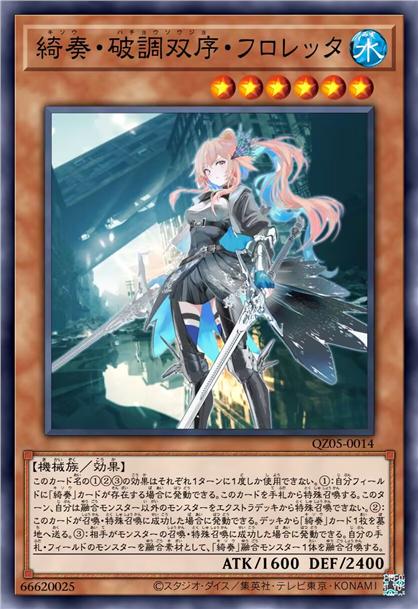 キソウ ハチョウソウジョ
綺奏・破調双序・フロレッタ
水
QZ05-0014
【機械族/効果】
このカード名の①②③の効果はそれぞれ1ターンに1度しか使用できない。①:自分フィール
ドに「綺奏」カードが存在する場合に発動できる。このカードを手札から特殊召喚する。このター
ン、自分は融合モンスター以外のモンスターをエクストラデッキから特殊召喚できない。②:
このカードが召喚・特殊召喚に成功した場合に発動できる。デッキから「綺奏」カード1枚を墓
地へ送る。③:相手がモンスターの召喚・特殊召喚に成功した場合に発動できる。自分の手
札・フィールドのモンスターを融合素材として、「綺奏」融合モンスター1体を融合召喚する。
ATK/1600 DEF/2400
66620025 ©スタジオ・ダイス/集英社・テレビ東京・KONAMI